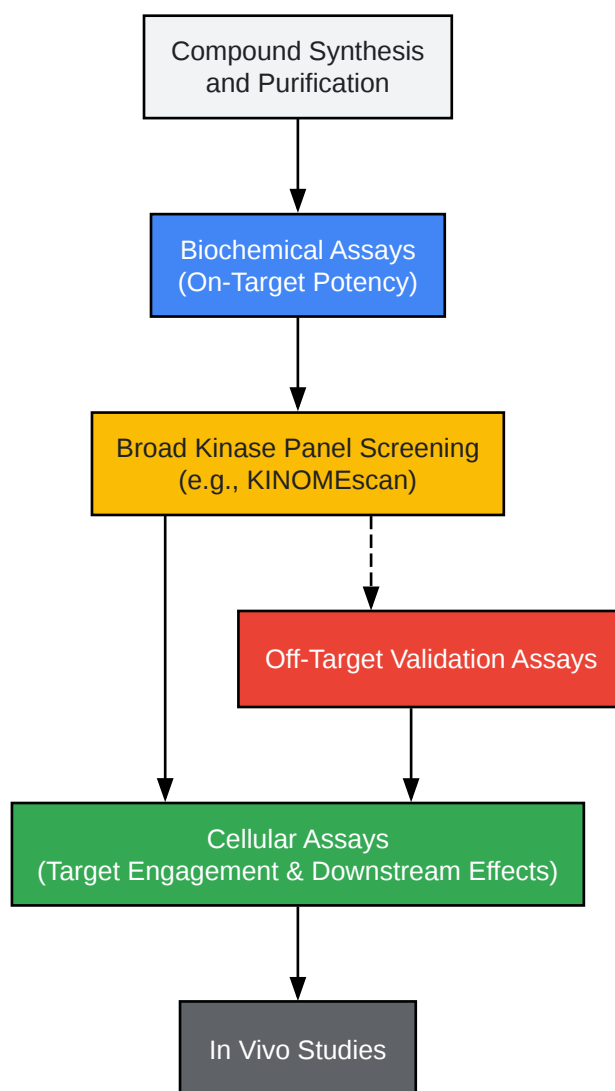 Compound Synthesis
and Purification
Biochemical Assays
(On-Target Potency)
Broad Kinase Panel Screening
(e.g., KINOMEscan)
Off-Target Validation Assays
Cellular Assays
(Target Engagement & Downstream Effects)
In Vivo Studies